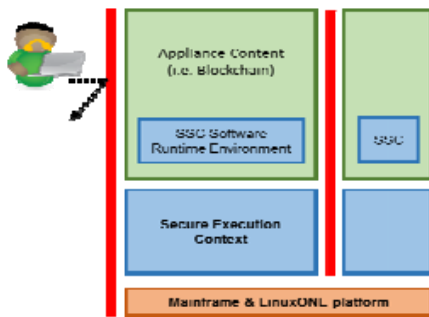 Appliance Content
(i.e. Blockchain)
SSC Software
Runtime Environment
SSC
Secure Execution
Context
Mainframe & LinuxONE platform